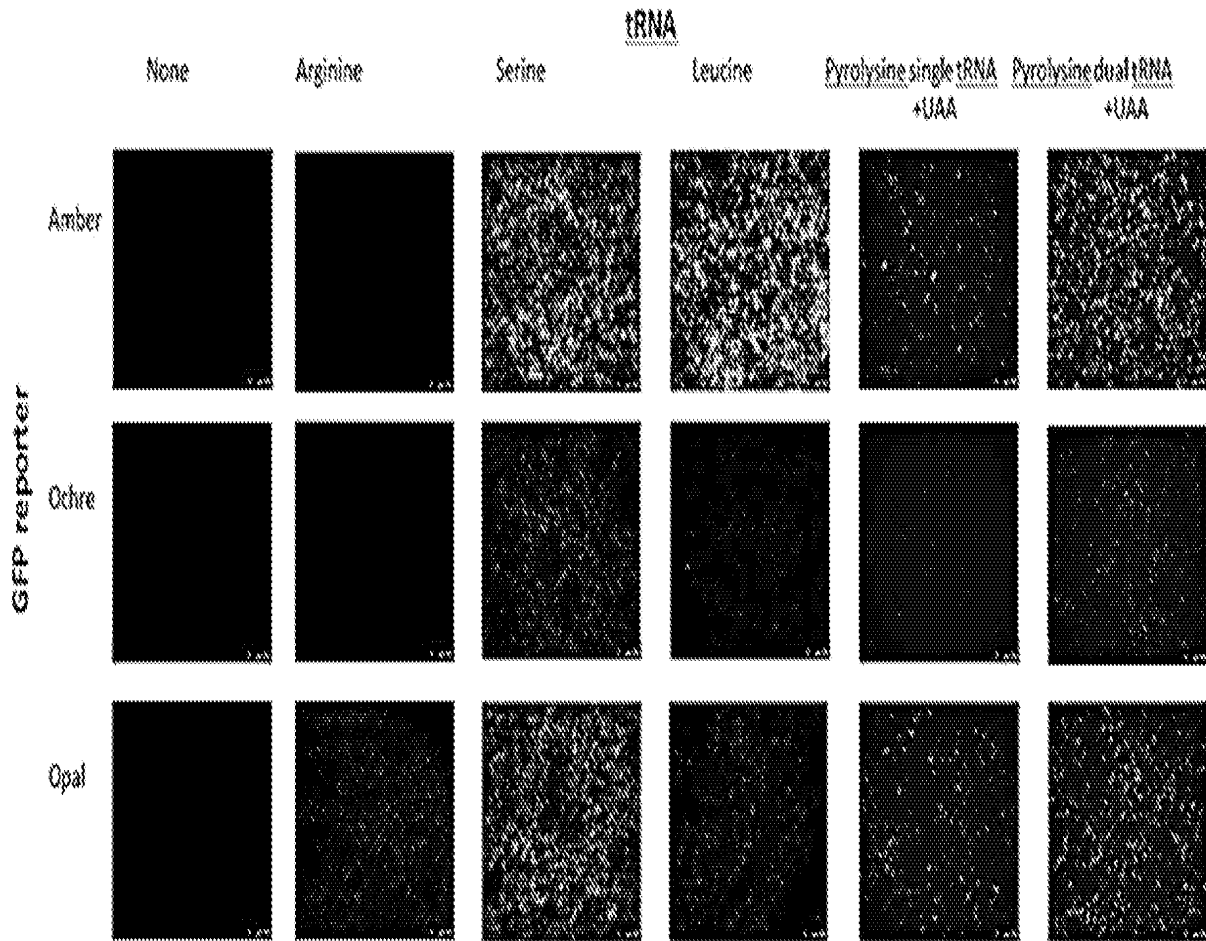 tRNA
None Arginine Serine Leucine Pyrolysine single tRNA +UAA Pyrolysine dual tRNA +UAA
GFP reporter
Amber
Ochre
Opal